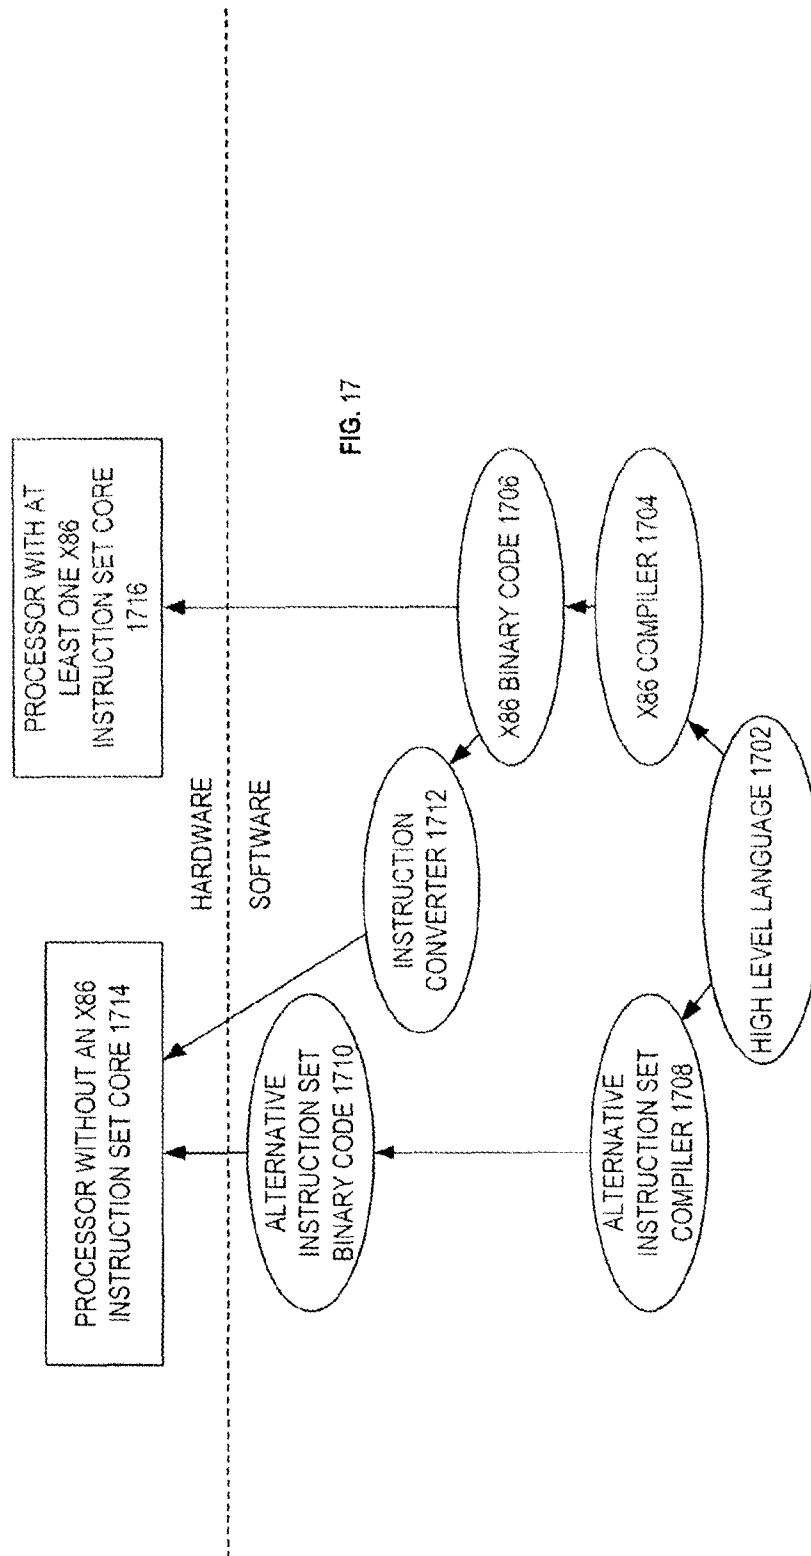 PROCESSOR WITHOUT AN X86
INSTRUCTION SET CORE 1714
PROCESSOR WITH AT
LEAST ONE X86
INSTRUCTION SET CORE
1716
HARDWARE
SOFTWARE
ALTERNATIVE
INSTRUCTION SET
BINARY CODE 1710
INSTRUCTION
CONVERTER 1712
FIG. 17
X86 BINARY CODE 1706
ALTERNATIVE
INSTRUCTION SET
COMPILER 1708
X86 COMPILER 1704
HIGH LEVEL LANGUAGE 1702